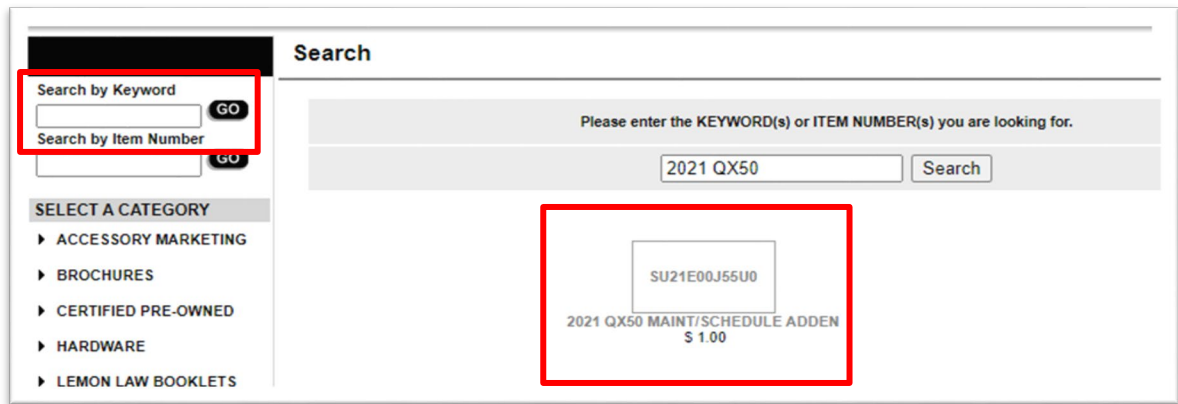 Search
Search by Keyword
GO
Search by Item Number
GO
SELECT A CATEGORY
ACCESSORY MARKETING
BROCHURES
CERTIFIED PRE-OWNED
HARDWARE
LEMON LAW BOOKLETS
Please enter the KEYWORD(s) or ITEM NUMBER(s) you are looking for.
2021 QX50 Search
SU21E00J55U0
2021 QX50 MAINT/SCHEDULE ADDEN
$ 1.00